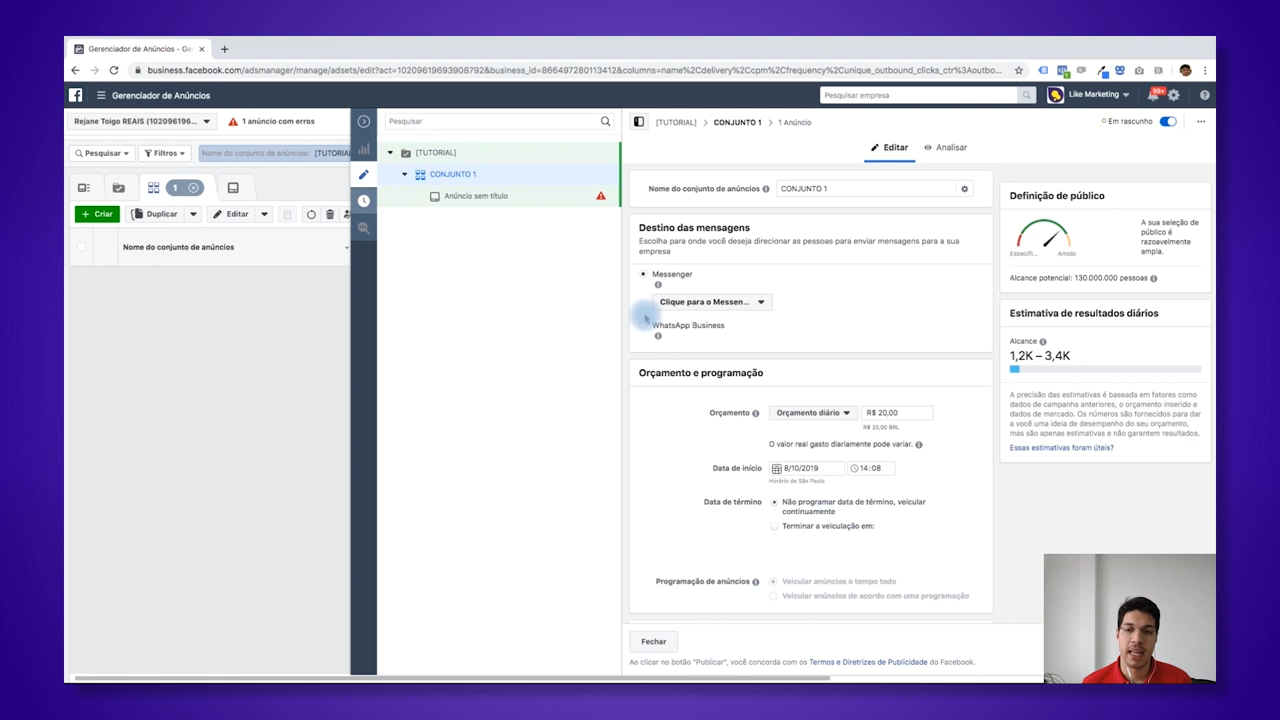 Gerenciador de Anúncios - Ge
business.facebook.com/adsmanager/manage/adsets/edit?act=10209619693908792&business_id=866497280113412&columns=name%2Cdelivery%2Ccpm%2Cfrequency%2Cunique_outbound_clicks_ctr%3Aoutbo...
Gerenciador de Anúncios
Pesquisar empresa
Like Marketing
99+
Rejane Toigo REAIS (102096196...
1 anúncio com erros
Pesquisar
[TUTORIAL] > CONJUNTO 1 > 1 Anúncio
Em rascunho
Pesquisar
Filtros
Nome do conjunto de anúncios: [TUTORIAL
[TUTORIAL]
CONJUNTO 1
Anúncio sem título
Editar
Analisar
1
+ Criar
Duplicar
Editar
Nome do conjunto de anúncios
Nome do conjunto de anúncios
CONJUNTO 1
Destino das mensagens
Escolha para onde você deseja direcionar as pessoas para enviar mensagens para a sua
empresa
Messenger
Clique para o Messen...
WhatsApp Business
Orçamento e programação
Orçamento
Orçamento diário
R$ 20,00
R$ 20,00 BRL
O valor real gasto diariamente pode variar.
Data de início
8/10/2019
14:08
Horário de São Paulo
Data de término
Não programar data de término, veicular
continuamente
Terminar a veiculação em:
Programação de anúncios
Veicular anúncios o tempo todo
Veicular anúncios de acordo com uma programação
Fechar
Ao clicar no botão "Publicar", você concorda com os Termos e Diretrizes de Publicidade do Facebook.
Definição de público
A sua seleção de
público é
razoavelmente
ampla.
Específi...
Amplo
Alcance potencial: 130.000.000 pessoas
Estimativa de resultados diários
Alcance
1,2K – 3,4K
A precisão das estimativas é baseada em fatores como
dados de campanha anteriores, o orçamento inserido e
dados de mercado. Os números são fornecidos para dar
a você uma ideia de desempenho do seu orçamento,
mas são apenas estimativas e não garantem resultados.
Essas estimativas foram úteis?